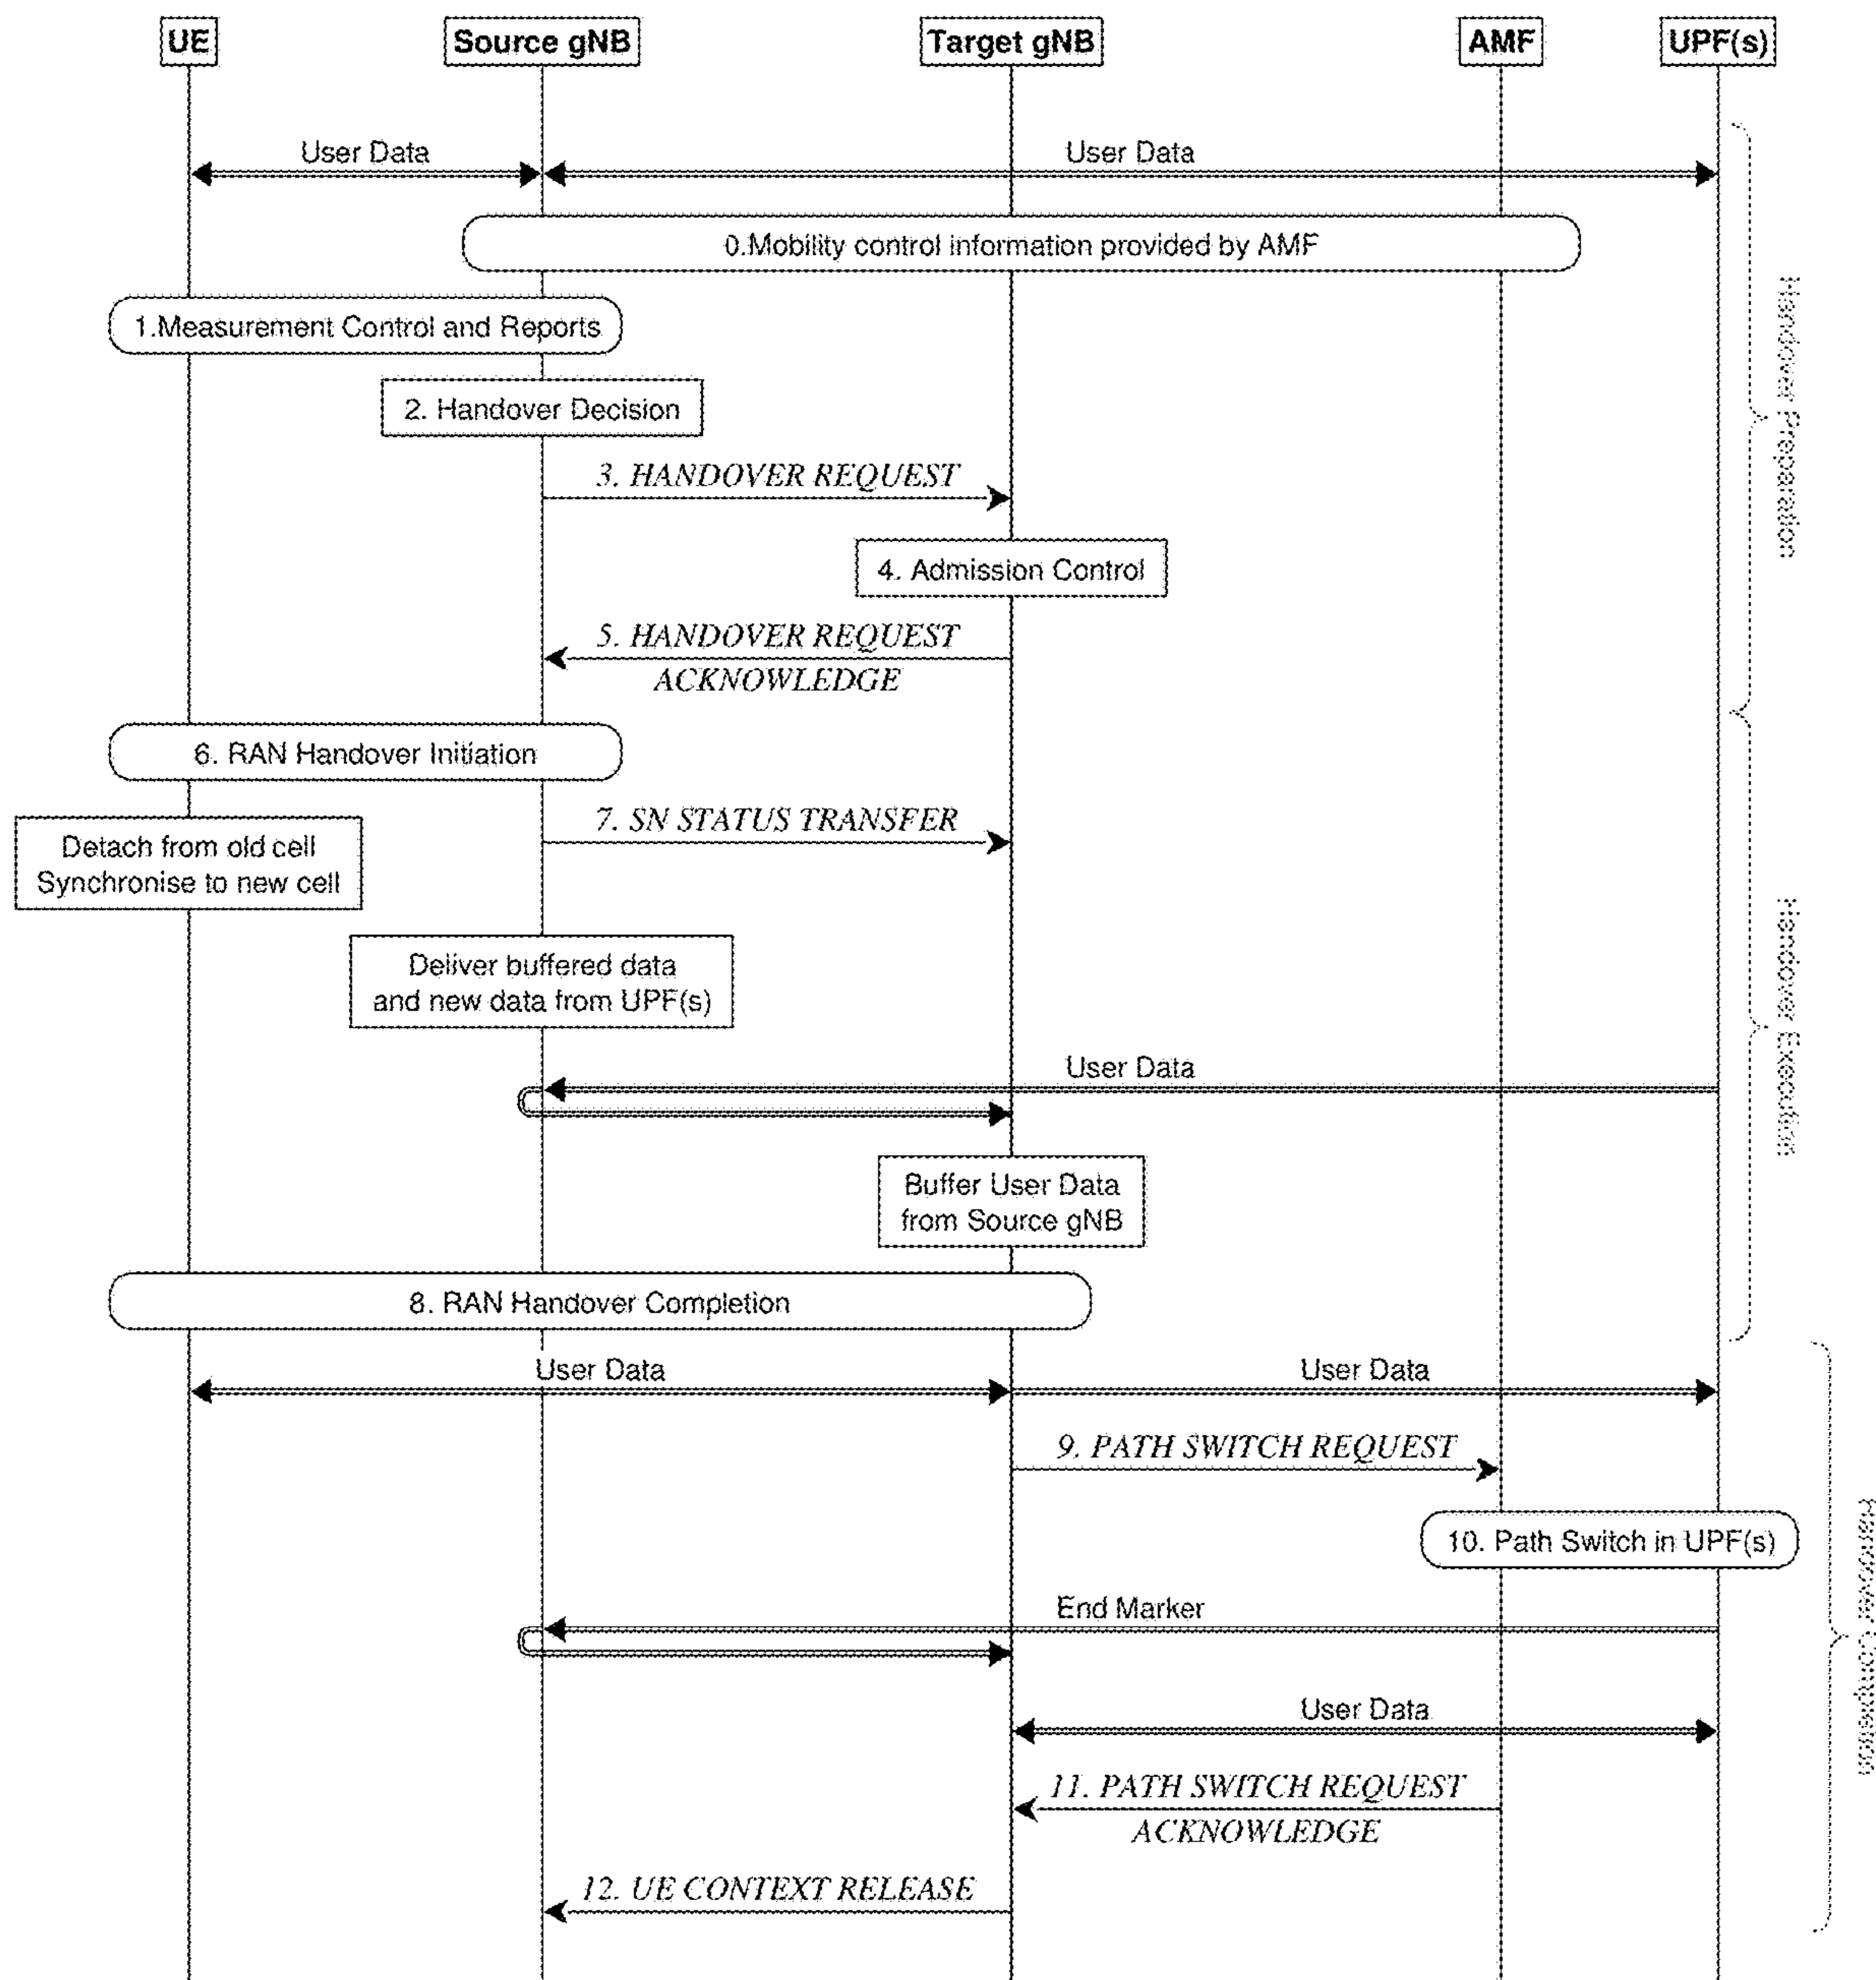 UE
Source gNB
Target gNB
AMF
UPF(s)
User Data
User Data
0.Mobility control information provided by AMF
1.Measurement Control and Reports
2. Handover Decision
3. HANDOVER REQUEST
4. Admission Control
5. HANDOVER REQUEST
ACKNOWLEDGE
Handover Preperation
6. RAN Handover Initiation
7. SN STATUS TRANSFER
Detach from old cell
Synchronise to new cell
Deliver buffered data
and new data from UPF(s)
User Data
Buffer User Data
from Source gNB
Handover Execution
8. RAN Handover Completion
User Data
User Data
9. PATH SWITCH REQUEST
10. Path Switch in UPF(s)
End Marker
User Data
11. PATH SWITCH REQUEST
ACKNOWLEDGE
12. UE CONTEXT RELEASE
Handover Completion